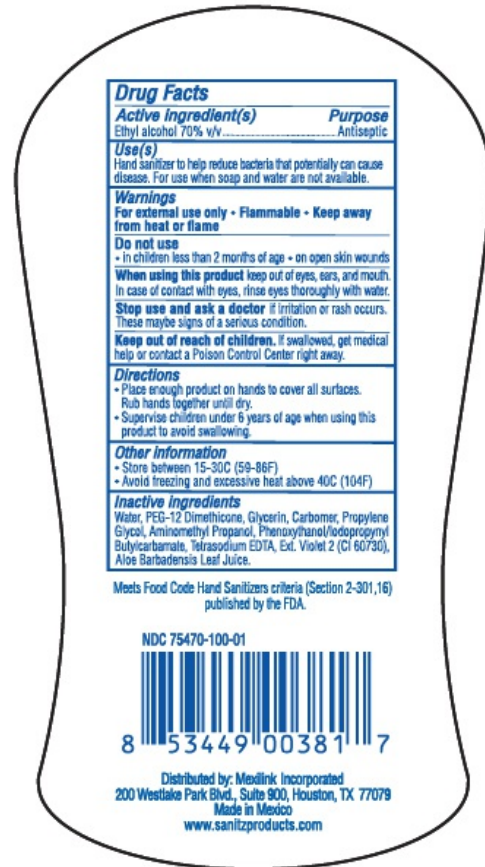 Drug Facts
Active ingredient(s) Purpose
Ethyl alcohol 70% v/v.....................Antiseptic
Use(s)
Hand sanitizer to help reduce bacteria that potentially can cause
disease. For use when soap and water are not available.
Warnings
For external use only • Flammable • Keep away
from heat or flame
Do not use
• in children less than 2 months of age • on open skin wounds
When using this product keep out of eyes, ears, and mouth.
In case of contact with eyes, rinse eyes thoroughly with water.
Stop use and ask a doctor if irritation or rash occurs.
These maybe signs of a serious condition.
Keep out of reach of children. If swallowed, get medical
help or contact a Poison Control Center right away.
Directions
• Place enough product on hands to cover all surfaces.
Rub hands together until dry.
• Supervise children under 6 years of age when using this
product to avoid swallowing.
Other information
• Store between 15-30C (59-86F)
• Avoid freezing and excessive heat above 40C (104F)
Inactive ingredients
Water, PEG-12 Dimethicone, Glycerin, Carbomer, Propylene
Glycol, Aminomethyl Propanol, Phenoxythanol/Iodopropynyl
Butylcarbamate, Tetrasodium EDTA, Ext. Violet 2 (CI 60730),
Aloe Barbadensis Leaf Juice.
Meets Food Code Hand Sanitizers criteria (Section 2-301,16)
published by the FDA.
NDC 75470-100-01
8 53449 00381 7
Distributed by: Mexilink Incorporated
200 Westlake Park Blvd., Suite 900, Houston, TX 77079
Made in Mexico
www.sanitzproducts.com